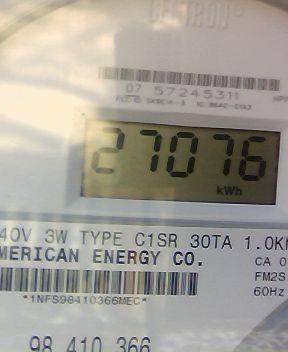 CENTRON®
07 57245311
27076
kWh
40V 3W TYPE C1SR 30TA 1.0K
MERICAN ENERGY CO.
CA 0
FM2S
60Hz
*1NFS98410366MEC*
98 410 366